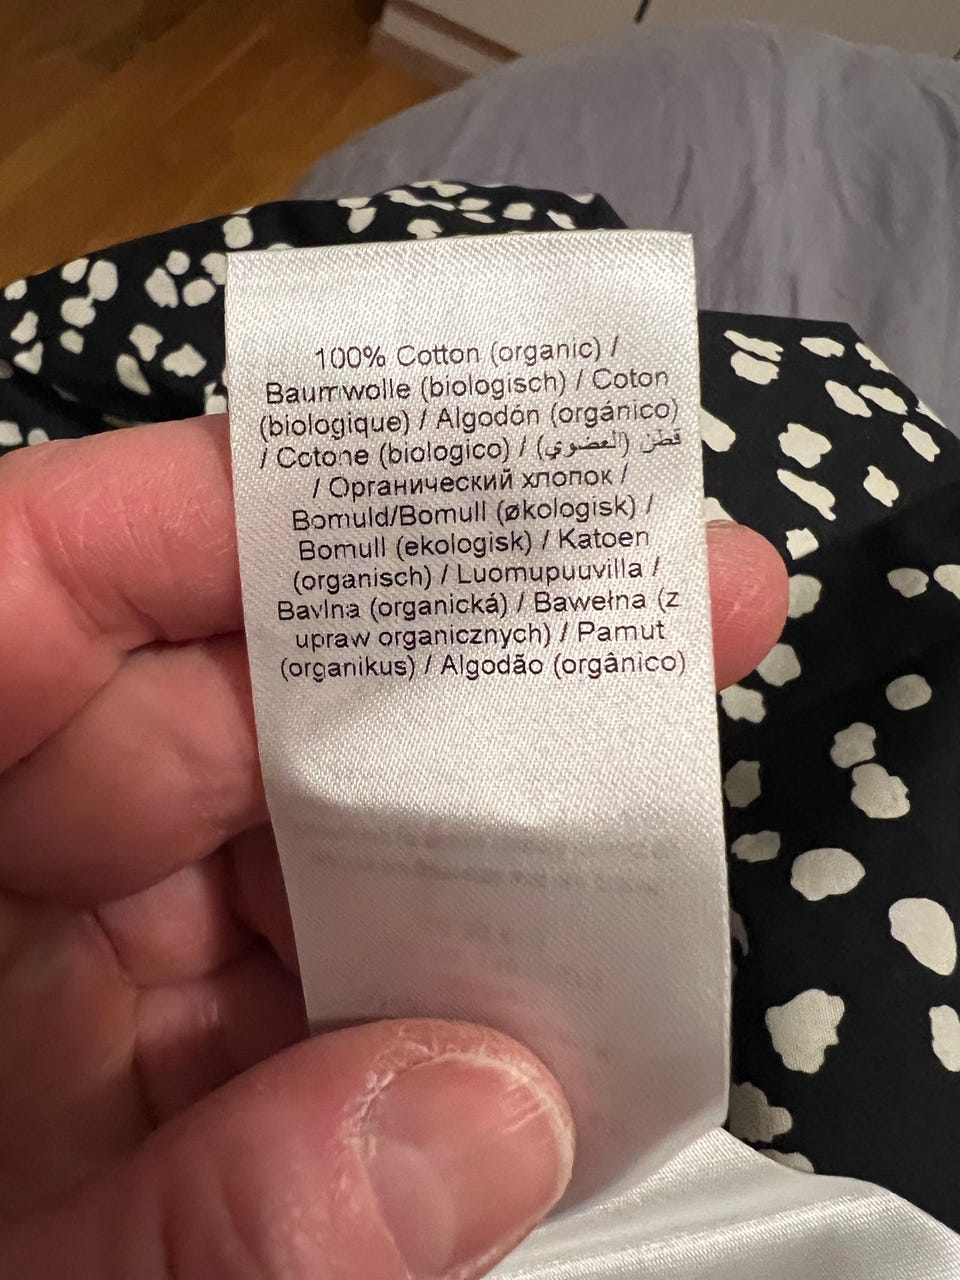 100% Cotton (organic) /
Baumwolle (biologisch) / Coton
(biologique) / Algodón (orgánico)
/ Cotone (biologico) / قطن (العضوي)
/ Органический хлопок /
Bomuld/Bomull (økologisk) /
Bomull (ekologisk) / Katoen
(organisch) / Luomupuuvilla /
Bavlna (organická) / Bawełna (z
upraw organicznych) / Pamut
(organikus) / Algodão (orgânico)